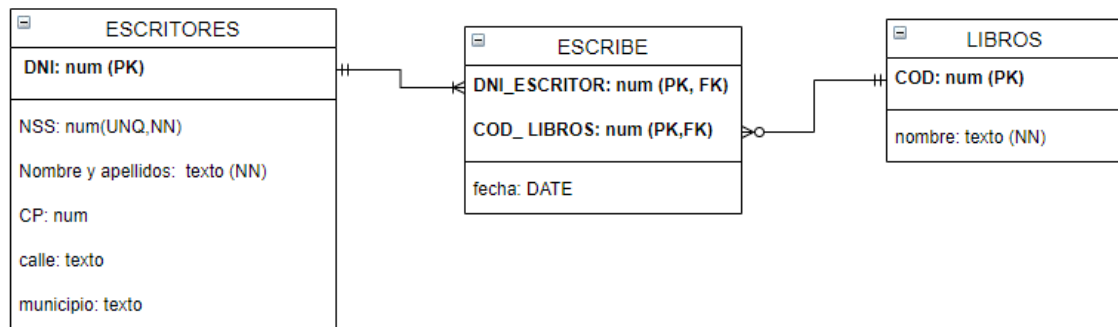 ESCRITORES
DNI: num (PK)
NSS: num(UNQ,NN)
Nombre y apellidos: texto (NN)
CP: num
calle: texto
municipio: texto
ESCRIBE
DNI_ESCRITOR: num (PK, FK)
COD_ LIBROS: num (PK,FK)
fecha: DATE
LIBROS
COD: num (PK)
nombre: texto (NN)